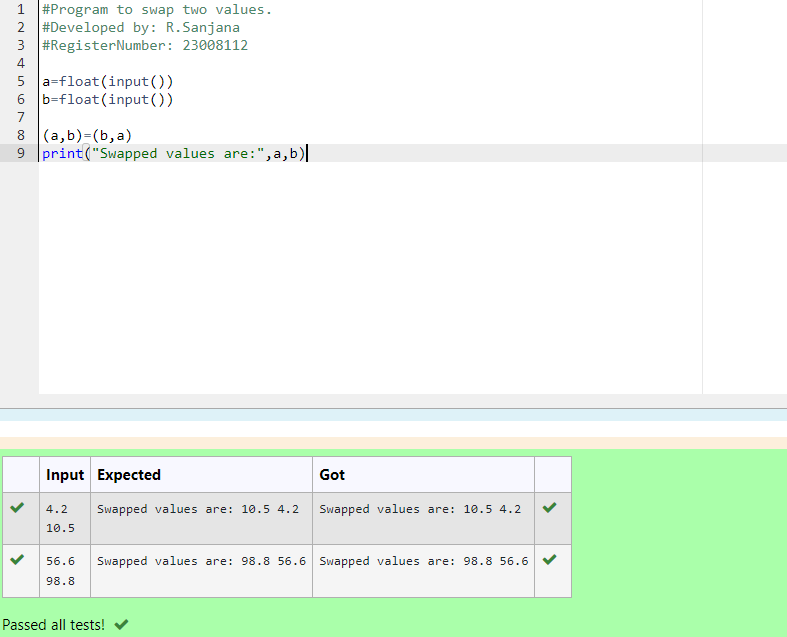 1 #Program to swap two values.
2 #Developed by: R.Sanjana
3 #RegisterNumber: 23008112
4
5 a=float(input())
6 b=float(input())
7
8 (a,b)=(b,a)
9 print("Swapped values are:",a,b)
Input Expected Got
4.2 Swapped values are: 10.5 4.2 Swapped values are: 10.5 4.2
10.5
56.6 Swapped values are: 98.8 56.6 Swapped values are: 98.8 56.6
98.8
Passed all tests!